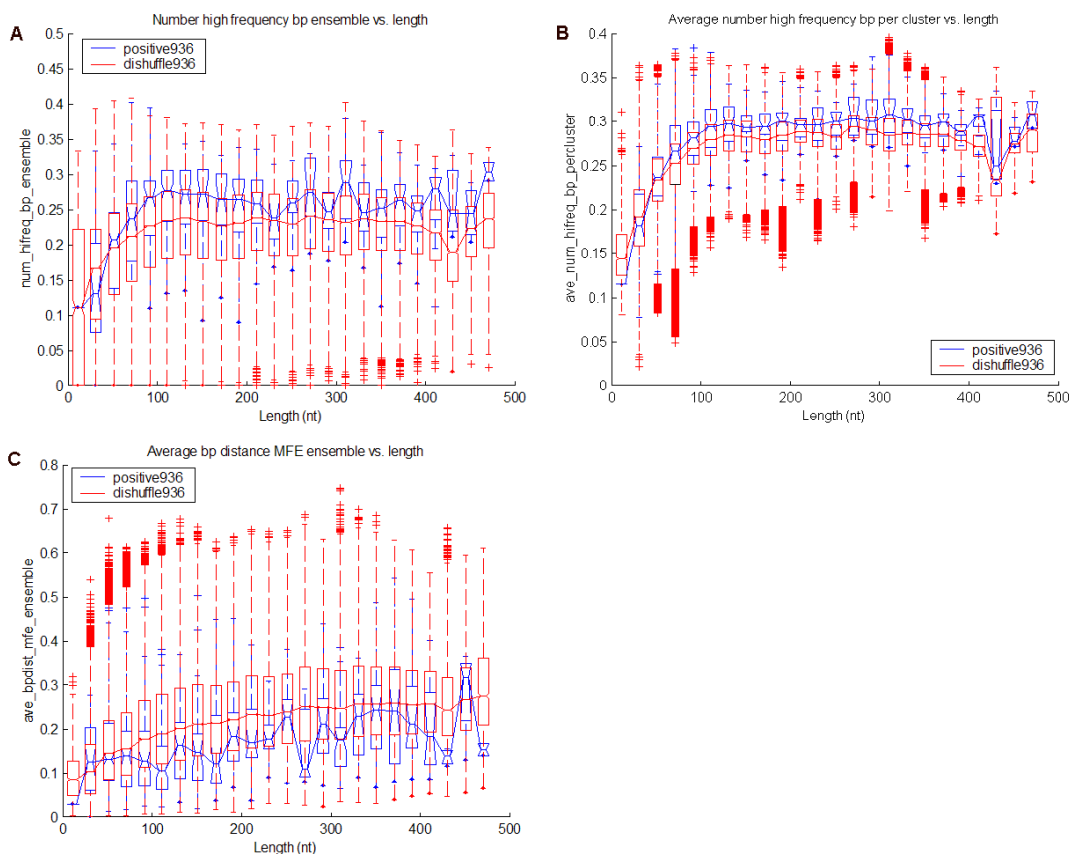 Number high frequency bp ensemble vs. length
A
0.5
0.45
0.4
0.35
0.3
0.25
0.2
0.15
0.1
0.05
0
num_hifreq_bp_ensemble
positive936
dishuffle936
0 100 200 300 400 500
Length (nt)
Average number high frequency bp per cluster vs. length
B
0.4
0.35
0.3
0.25
0.2
0.15
0.1
0.05
0
ave_num_hifreq_bp_percluster
positive936
dishuffle936
0 100 200 300 400 500
Length (nt)
Average bp distance MFE ensemble vs. length
C
0.8
0.7
0.6
0.5
0.4
0.3
0.2
0.1
0
ave_bpdist_mfe_ensemble
positive936
dishuffle936
0 100 200 300 400 500
Length (nt)